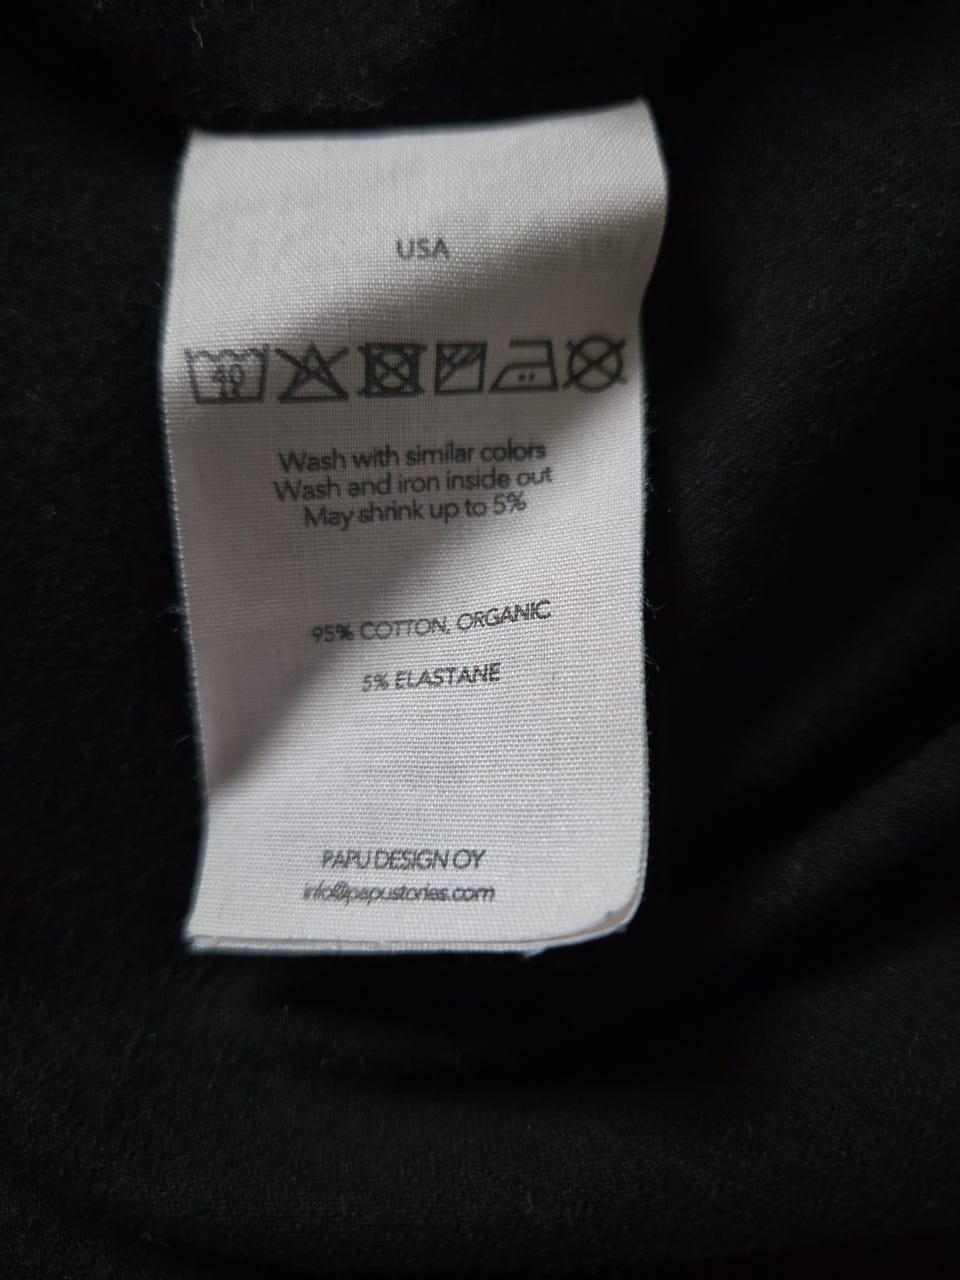 USA
40
Wash with similar colors
Wash and iron inside out
May shrink up to 5%
95% COTTON, ORGANIC
5% ELASTANE
PAPU DESIGN OY
info@papustories.com